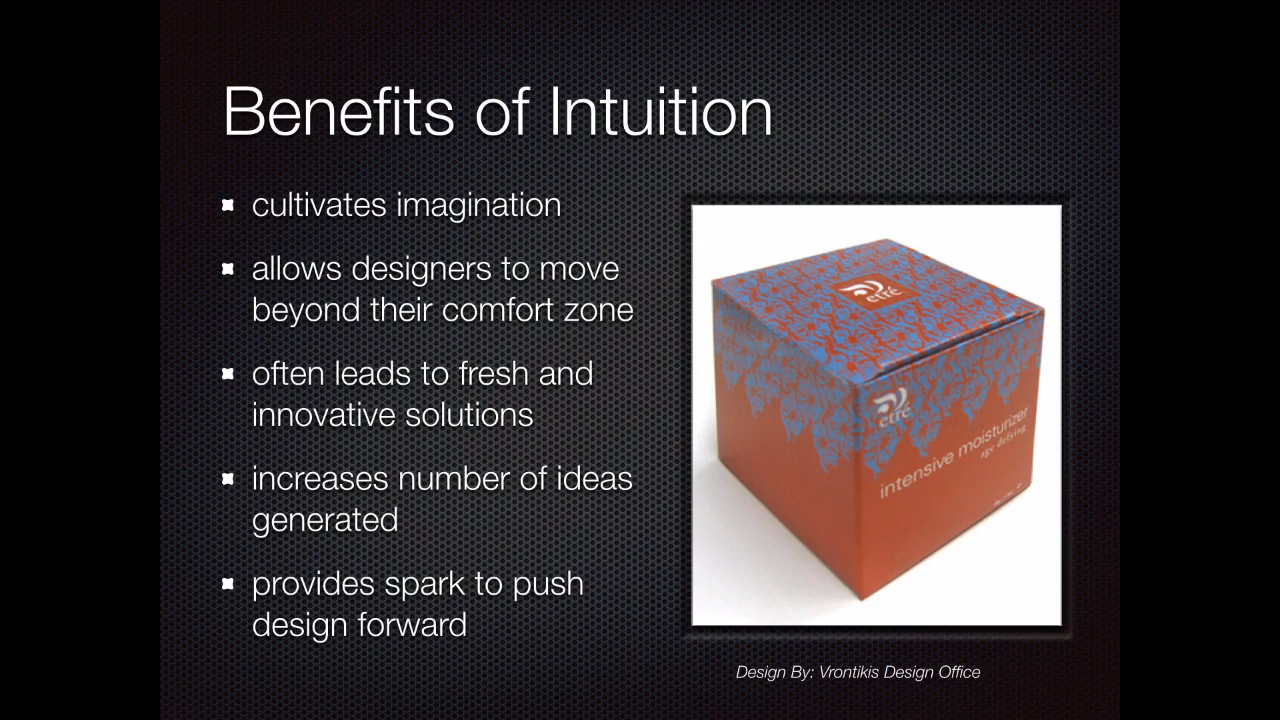 Benefits of Intuition
cultivates imagination
allows designers to move
beyond their comfort zone
often leads to fresh and
innovative solutions
increases number of ideas
generated
provides spark to push
design forward
etré
etré
intensive moisturizer
age defying
Design By: Vrontikis Design Office